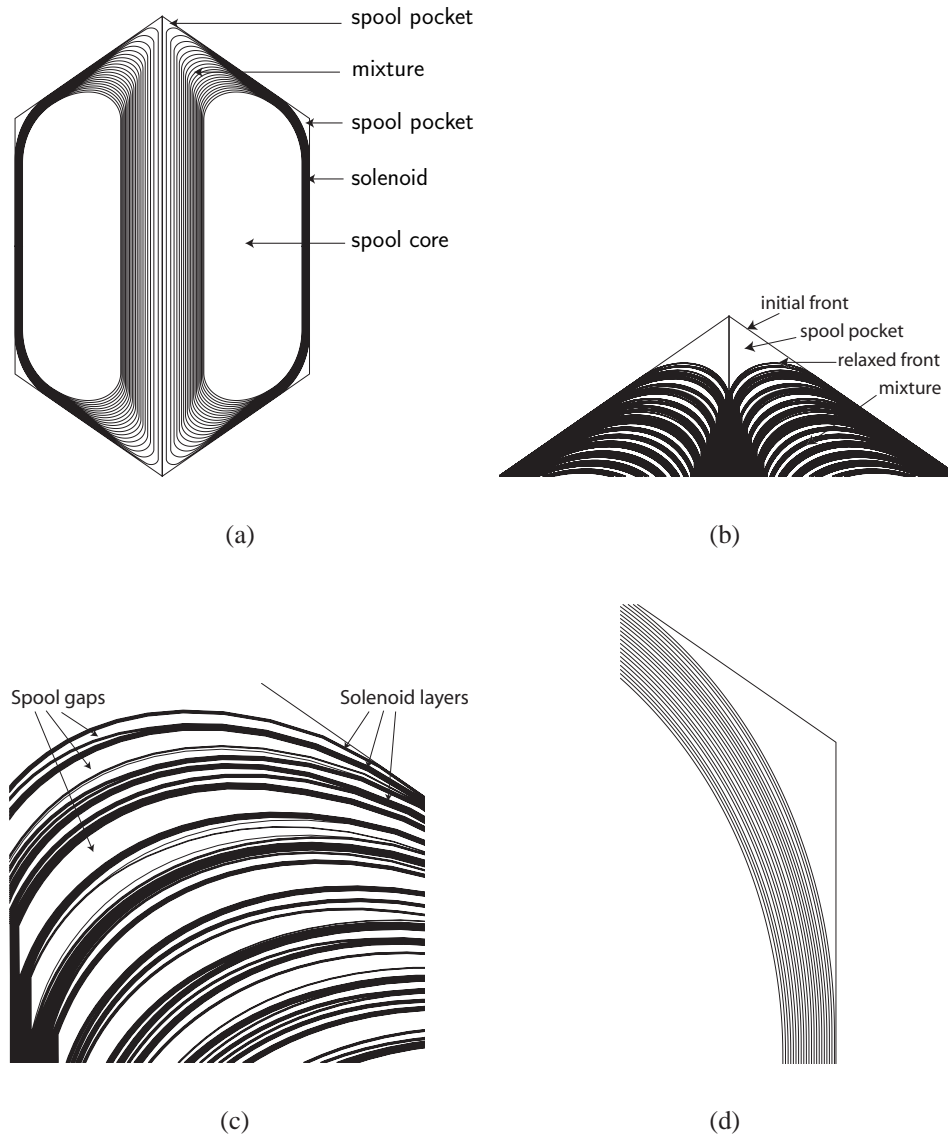 spool pocket
mixture
spool pocket
solenoid
spool core
(a)
initial front
spool pocket
relaxed front
mixture
(b)
Spool gaps
Solenoid layers
(c)
(d)